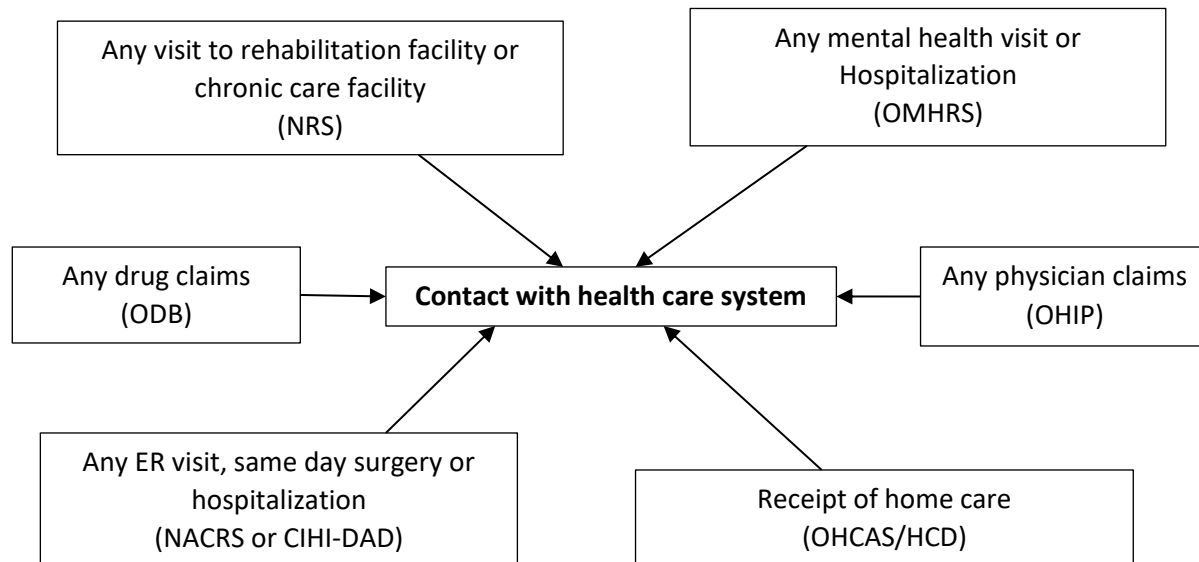 Any visit to rehabilitation facility or
chronic care facility
(NRS)
Any mental health visit or
Hospitalization
(OMHRS)
Any drug claims
(ODB)
Contact with health care system
Any physician claims
(OHIP)
Any ER visit, same day surgery or
hospitalization
(NACRS or CIHI-DAD)
Receipt of home care
(OHCAS/HCD)